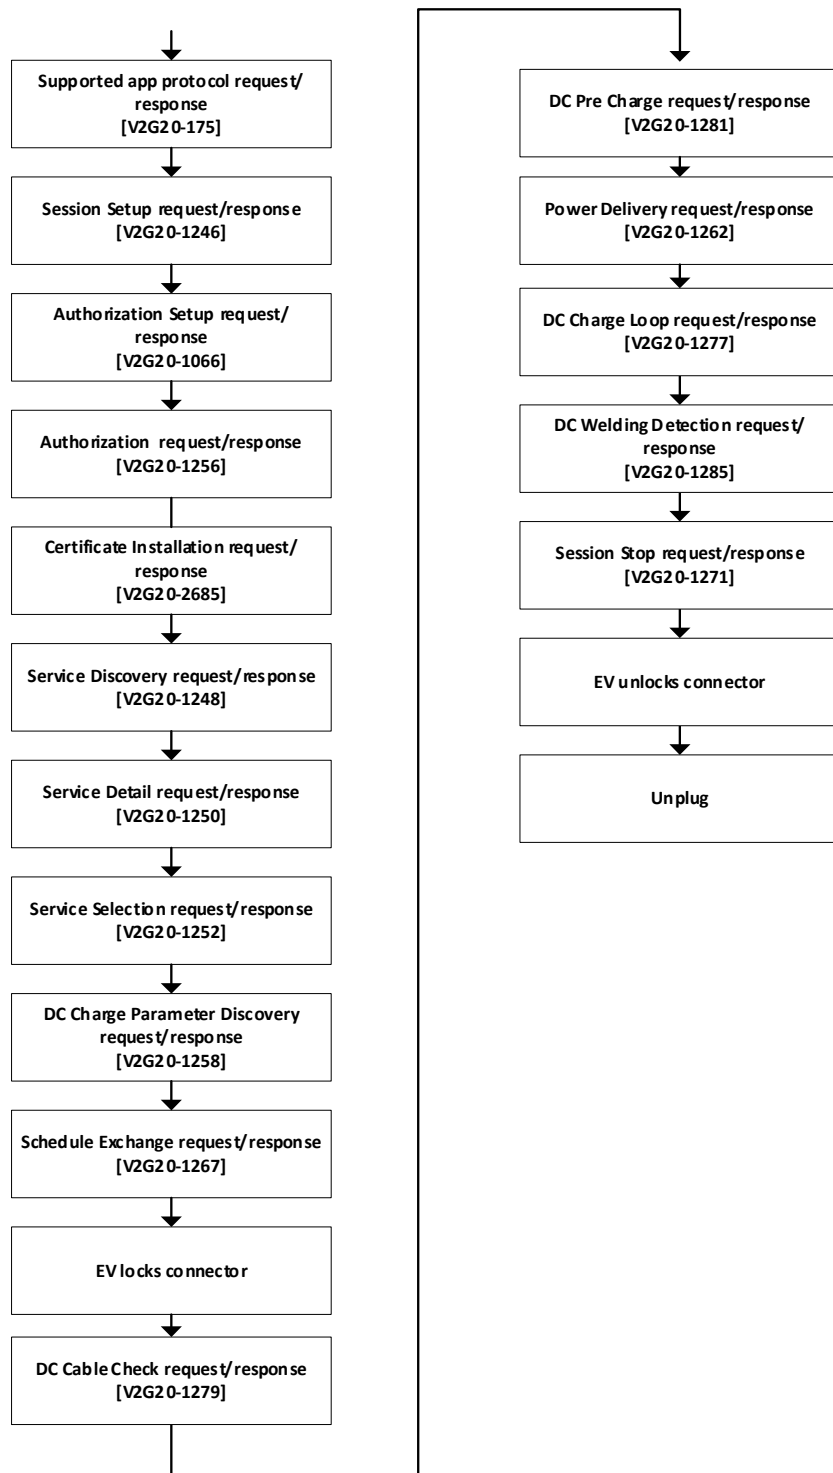 Supported app protocol request/
response
[V2G20-175]
Session Setup request/response
[V2G20-1246]
Authorization Setup request/
response
[V2G20-1066]
Authorization request/response
[V2G20-1256]
Certificate Installation request/
response
[V2G20-2685]
Service Discovery request/response
[V2G20-1248]
Service Detail request/response
[V2G20-1250]
Service Selection request/response
[V2G20-1252]
DC Charge Parameter Discovery
request/response
[V2G20-1258]
Schedule Exchange request/response
[V2G20-1267]
EV locks connector
DC Cable Check request/response
[V2G20-1279]
DC Pre Charge request/response
[V2G20-1281]
Power Delivery request/response
[V2G20-1262]
DC Charge Loop request/response
[V2G20-1277]
DC Welding Detection request/
response
[V2G20-1285]
Session Stop request/response
[V2G20-1271]
EV unlocks connector
Unplug